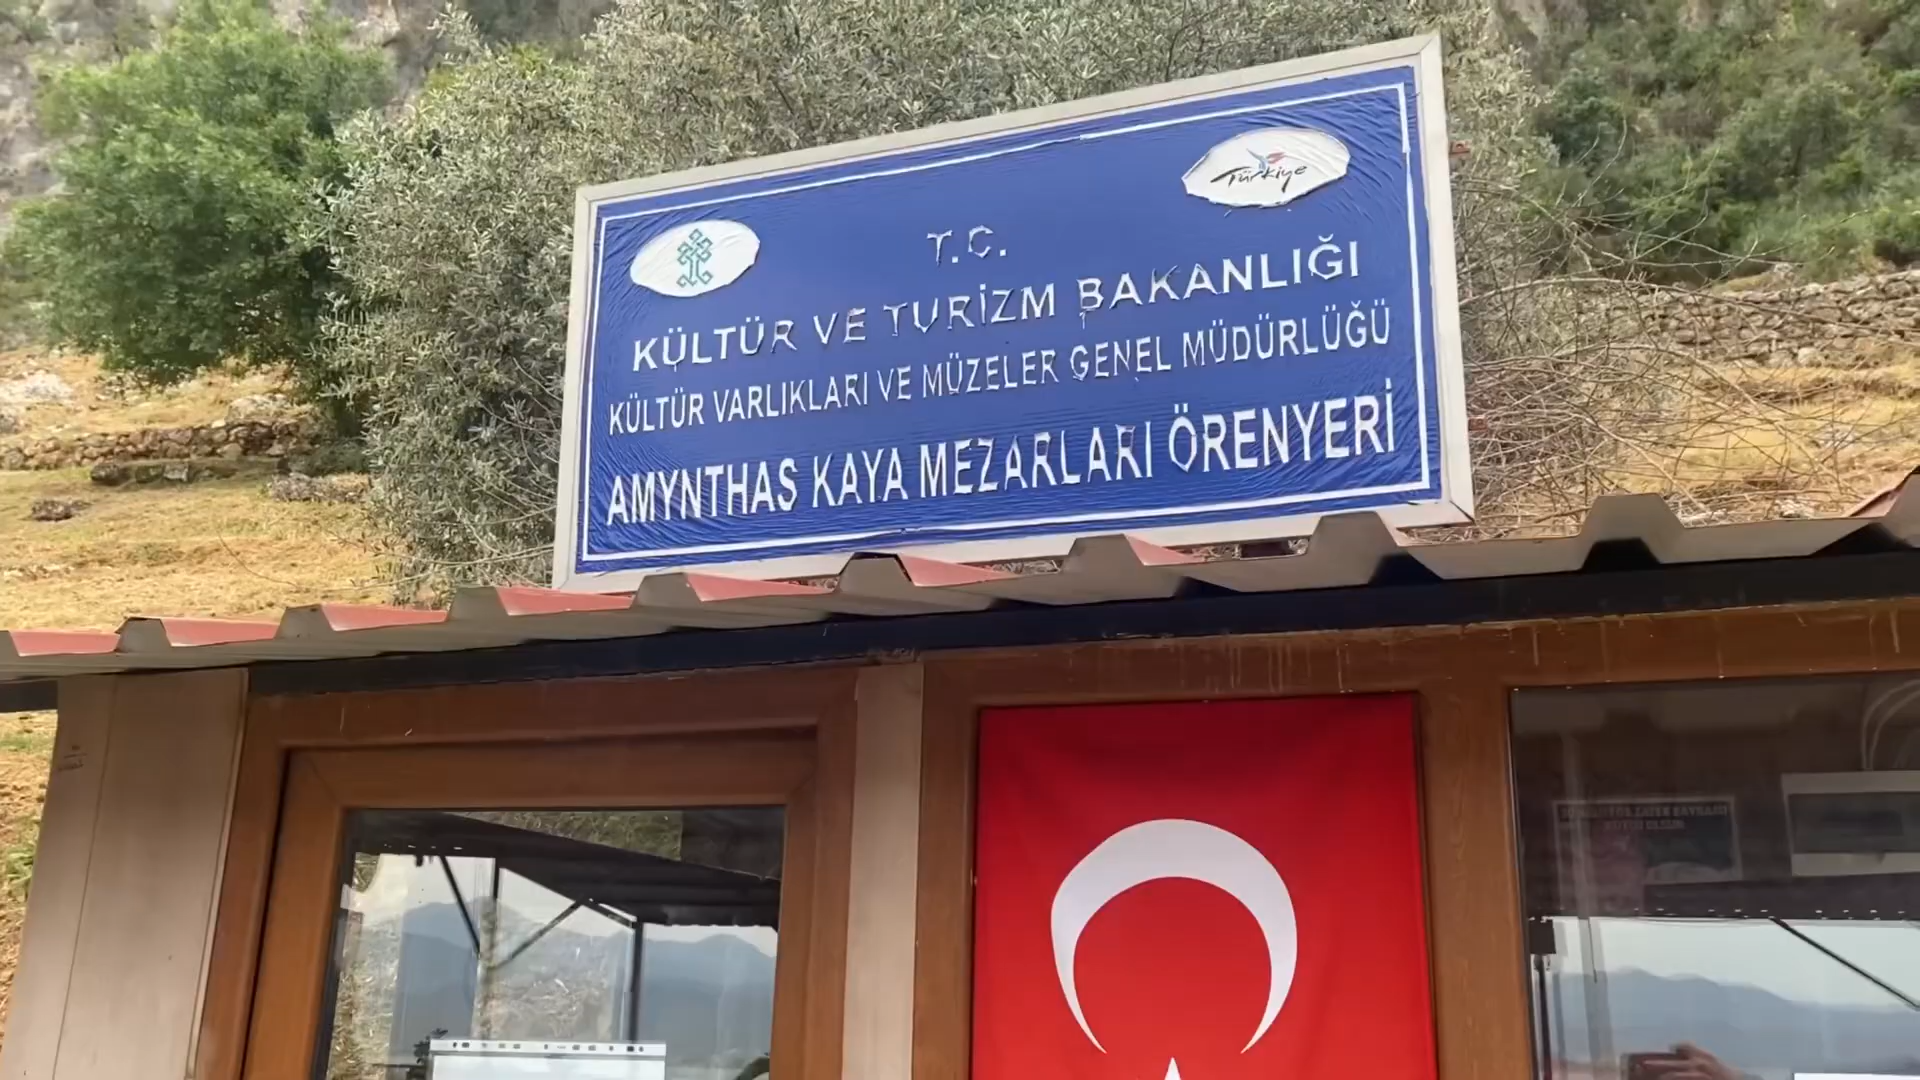 Türkiye
T.C.
KÜLTÜR VE TURİZM BAKANLIĞI
KÜLTÜR VARLIKLARI VE MÜZELER GENEL MÜDÜRLÜĞÜ
AMYNTHAS KAYA MEZARLARI ÖRENYERİ